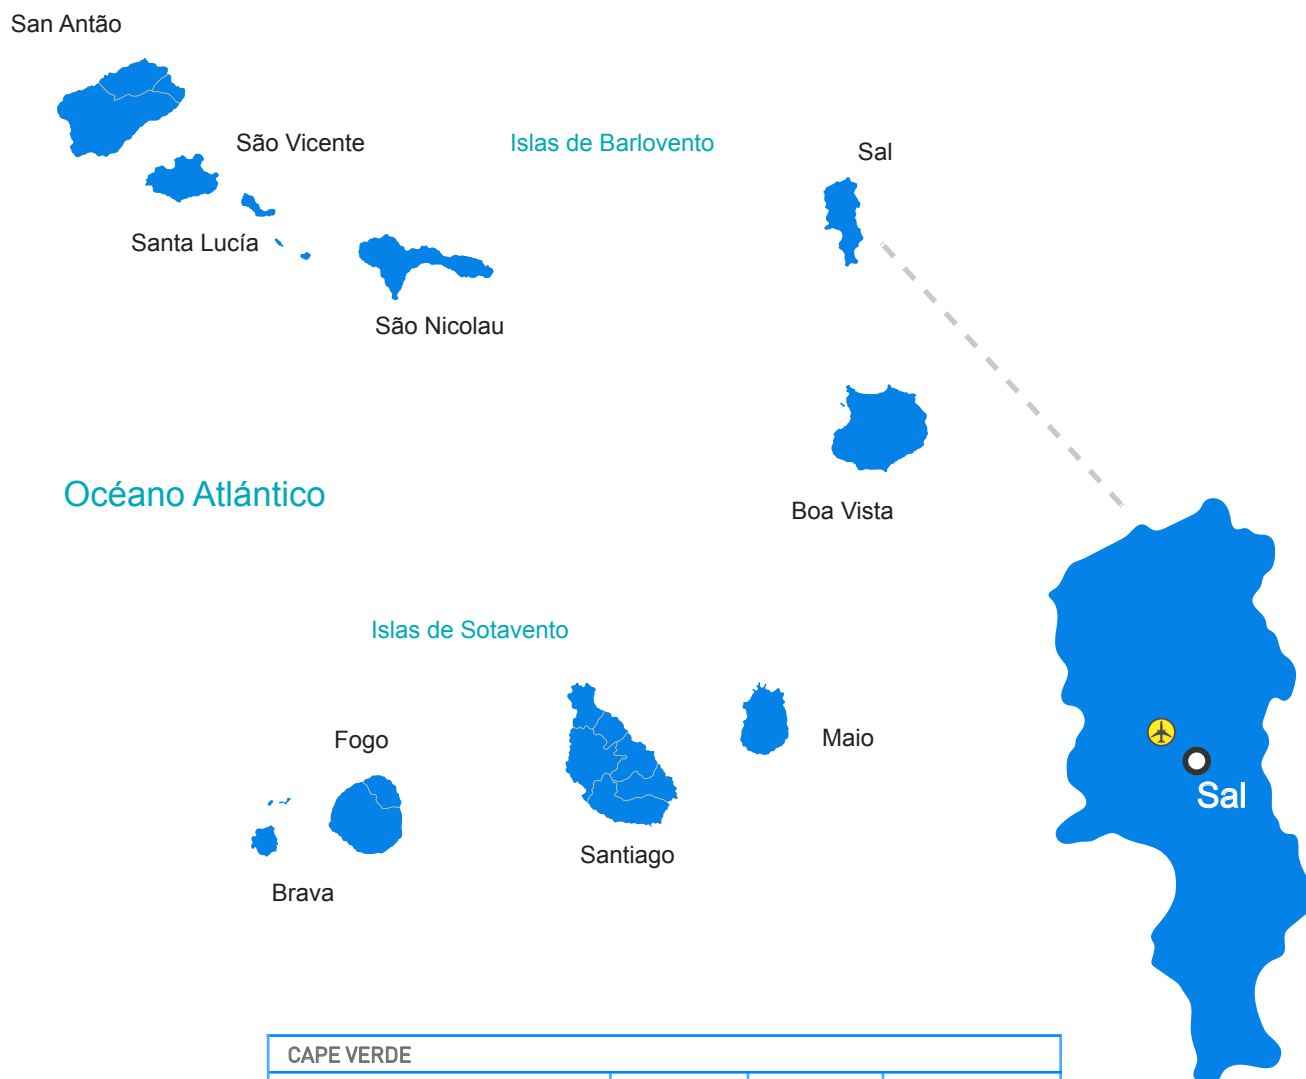 San Antão
São Vicente
Islas de Barlovento
Sal
Santa Lucía
São Nicolau
Océano Atlántico
Boa Vista
Islas de Sotavento
Fogo
Maio
Sal
Santiago
Brava
CAPE VERDE